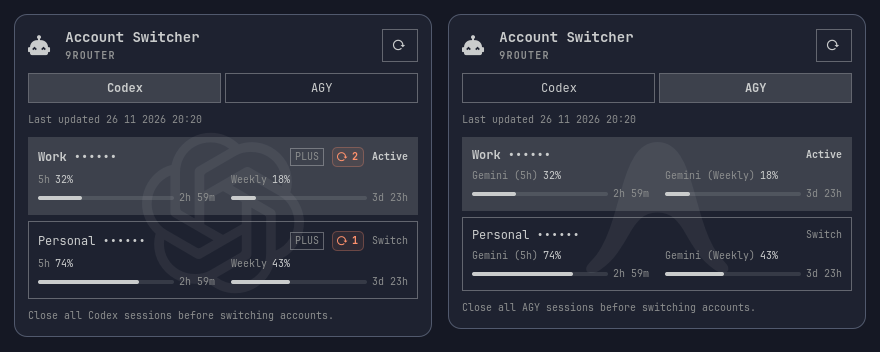 Account Switcher
9ROUTER
Codex AGY
Last updated 26 11 2026 20:20
Work •••••• PLUS 2 Active
5h 32% Weekly 18%
2h 59m 3d 23h
Personal •••••• PLUS 1 Switch
5h 74% Weekly 43%
2h 59m 3d 23h
Close all Codex sessions before switching accounts.
Account Switcher
9ROUTER
Codex AGY
Last updated 26 11 2026 20:20
Work •••••• Active
Gemini (5h) 32% Gemini (Weekly) 18%
2h 59m 3d 23h
Personal •••••• Switch
Gemini (5h) 74% Gemini (Weekly) 43%
2h 59m 3d 23h
Close all AGY sessions before switching accounts.